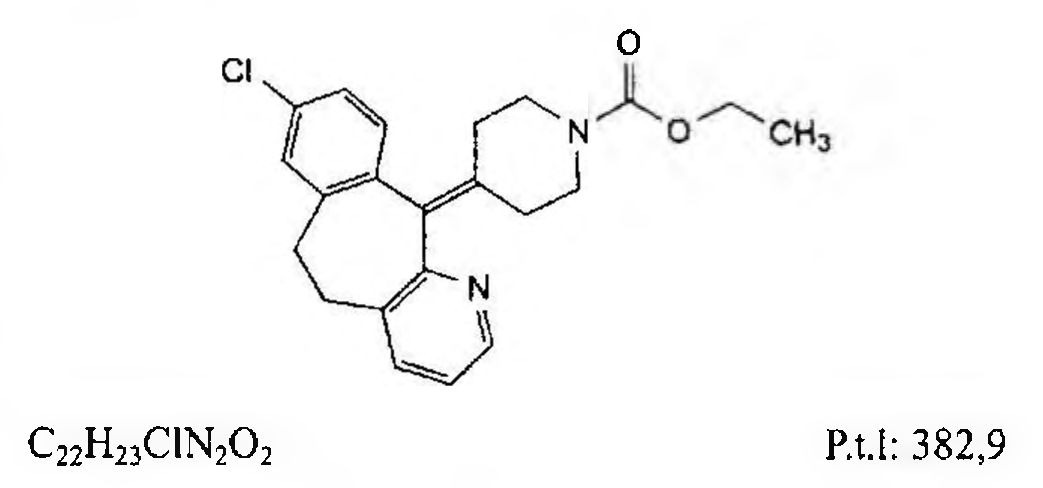 O
Cl
N
O
CH₃
N
C₂₂H₂₃ClN₂O₂
P.t.l: 382,9